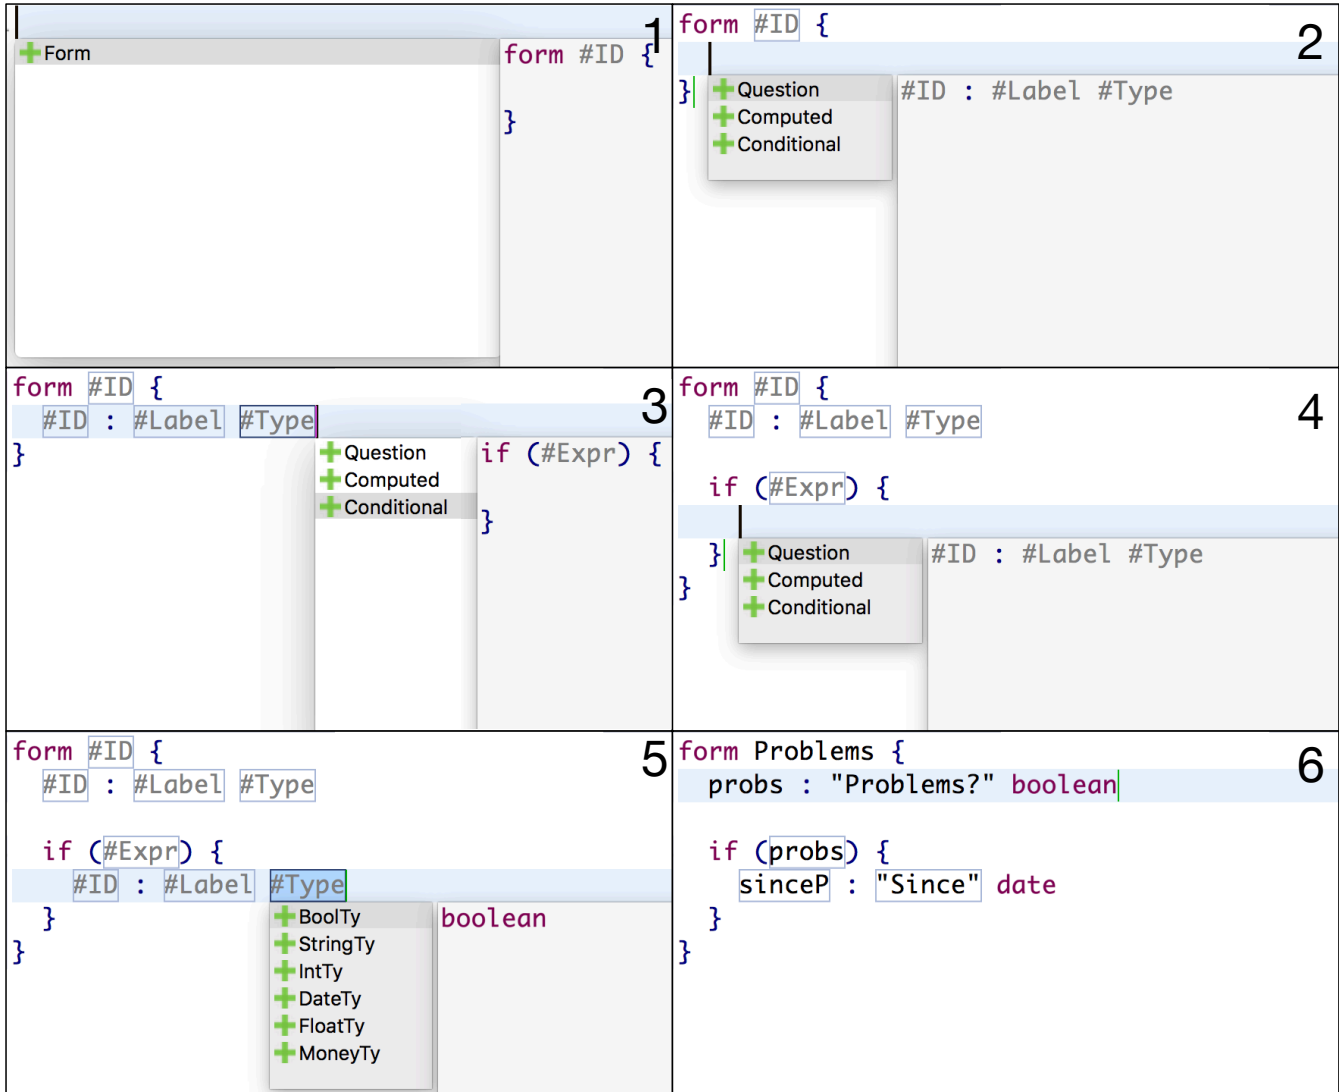 1
Form
form #ID {
}
form #ID { 2
}
Question
Computed
Conditional
#ID : #Label #Type
form #ID { 3
#ID : #Label #Type
}
Question
Computed
Conditional
if (#Expr) {
}
form #ID { 4
#ID : #Label #Type
if (#Expr) {
}
}
Question
Computed
Conditional
#ID : #Label #Type
form #ID { 5
#ID : #Label #Type
if (#Expr) {
#ID : #Label #Type
}
}
BoolTy
StringTy
IntTy
DateTy
FloatTy
MoneyTy
boolean
form Problems { 6
probs : "Problems?" boolean
if (probs) {
sinceP : "Since" date
}
}